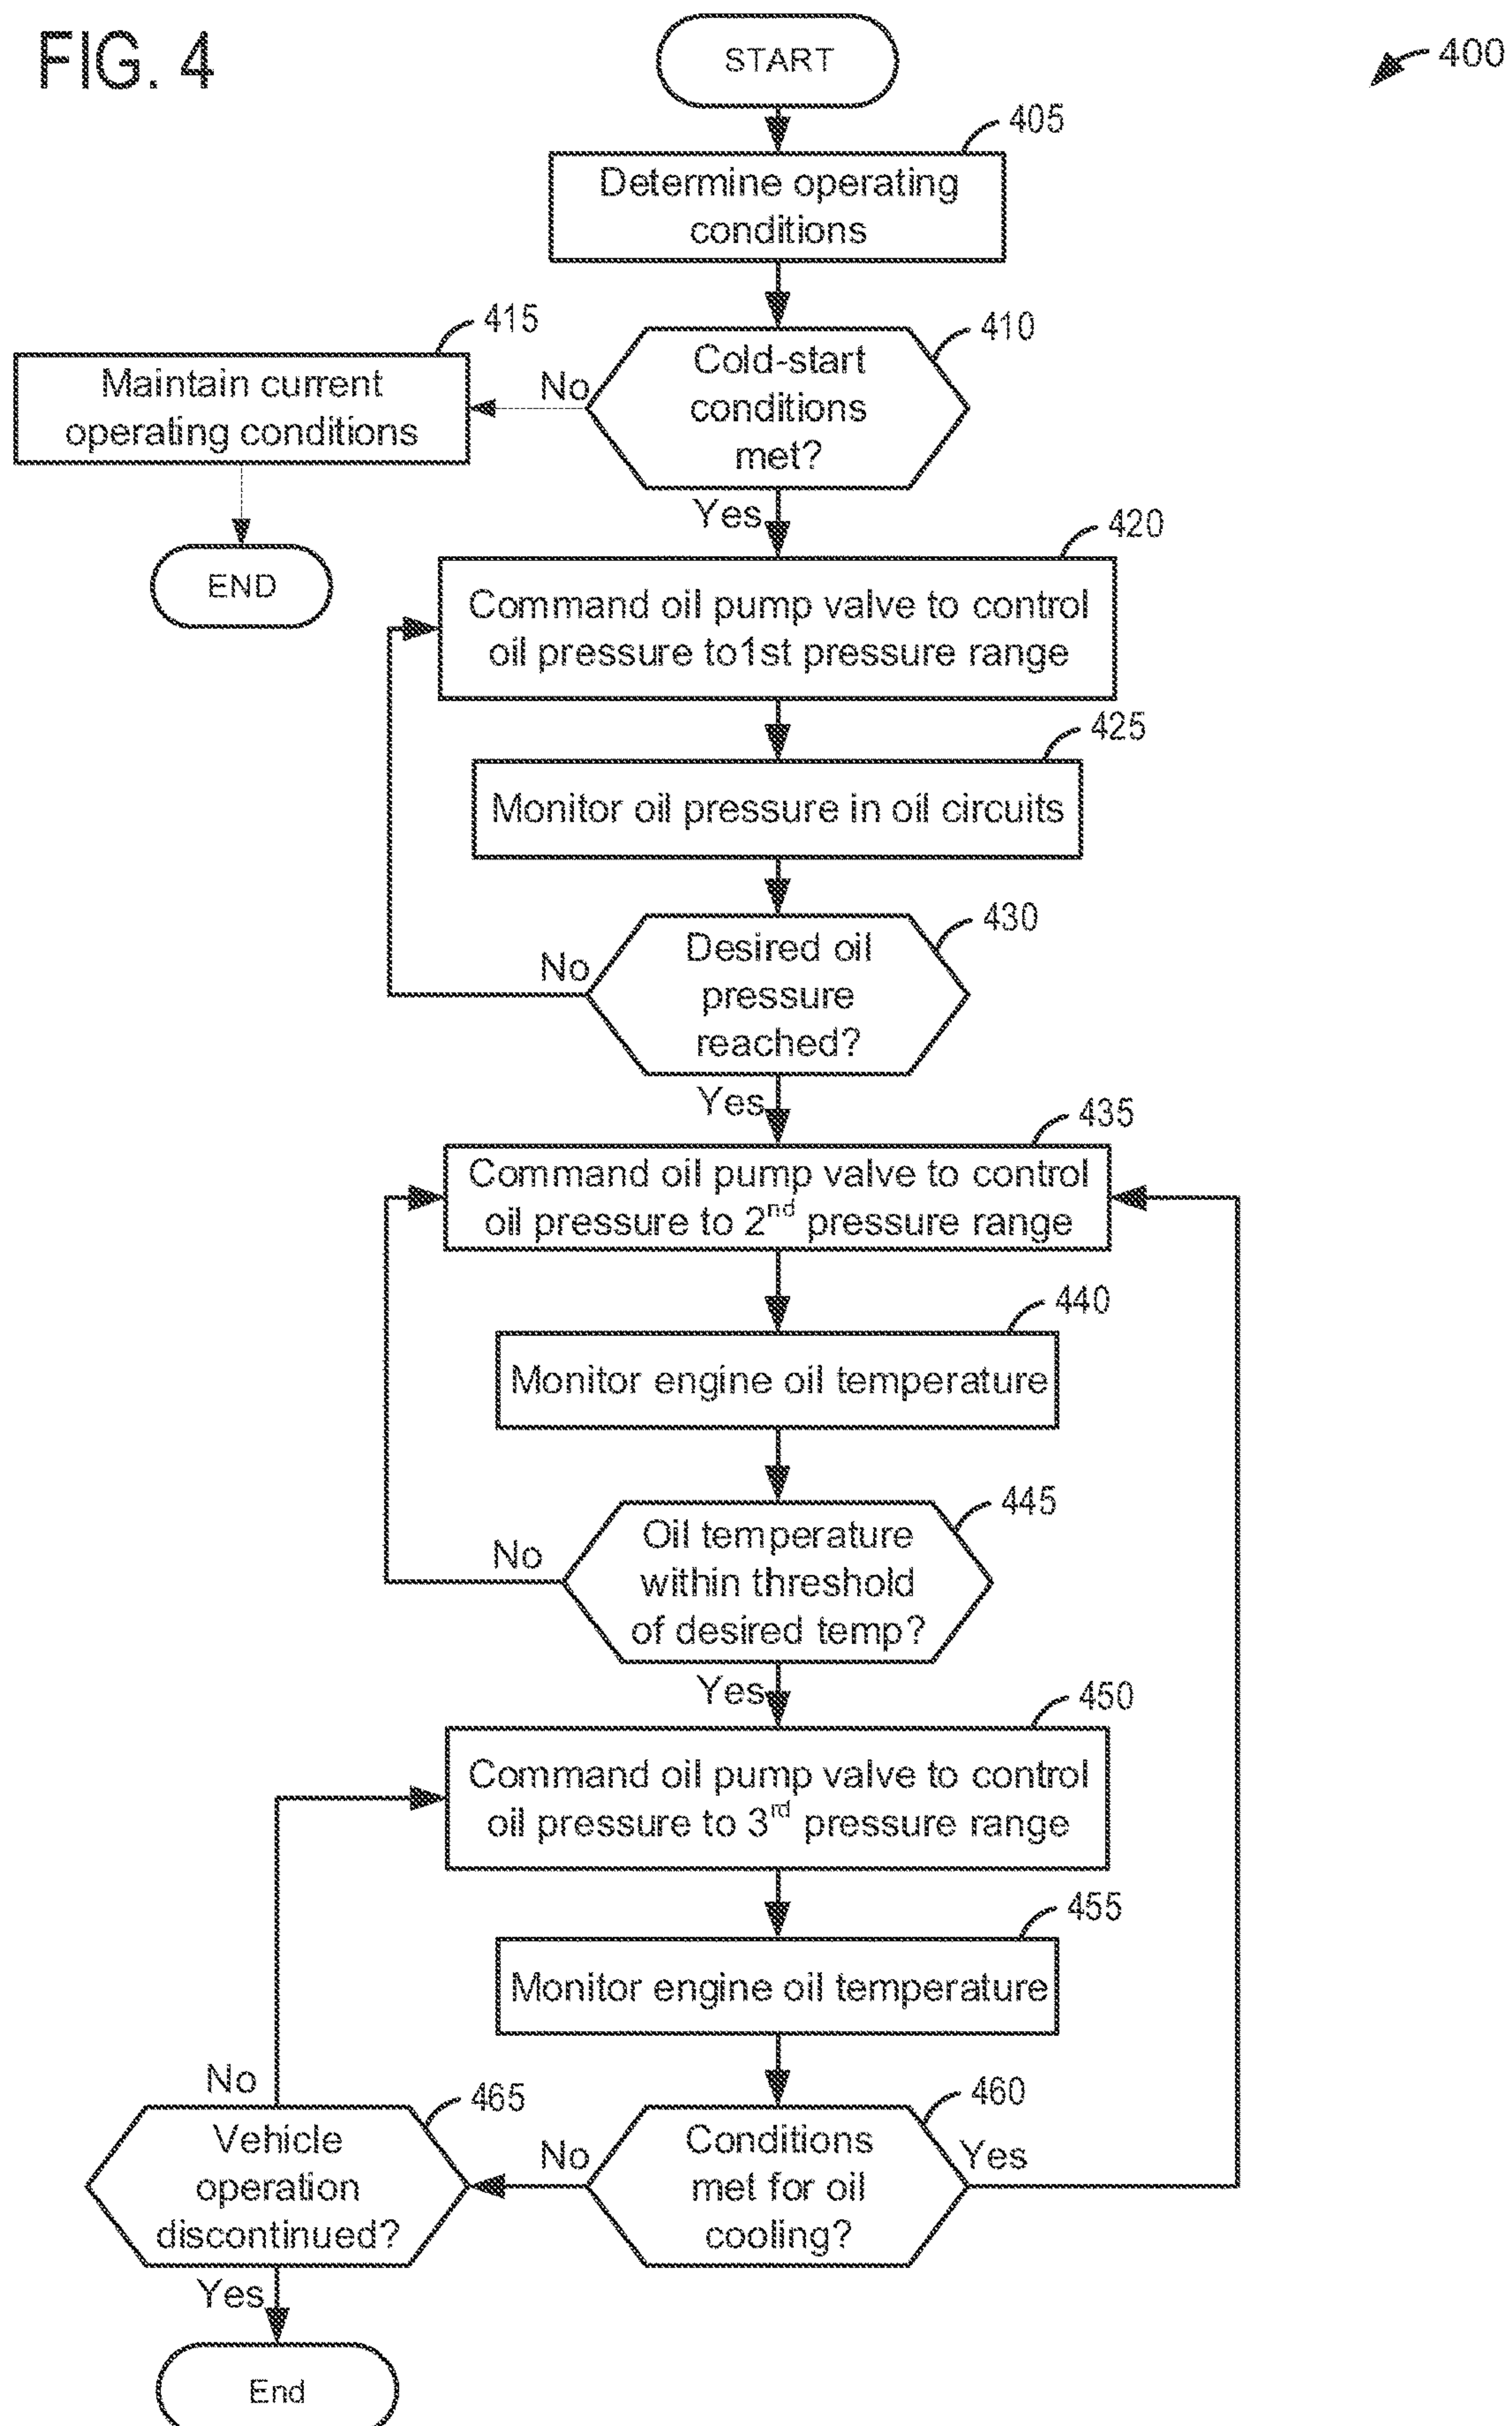 FIG. 4
START
400
405
Determine operating
conditions
415
Maintain current
operating conditions
No
410
Cold-start
conditions
met?
END
Yes
420
Command oil pump valve to control
oil pressure to1st pressure range
425
Monitor oil pressure in oil circuits
430
No
Desired oil
pressure
reached?
Yes
435
Command oil pump valve to control
oil pressure to 2nd pressure range
440
Monitor engine oil temperature
445
No
Oil temperature
within threshold
of desired temp?
Yes
450
Command oil pump valve to control
oil pressure to 3rd pressure range
455
Monitor engine oil temperature
No
465
Vehicle
operation
discontinued?
No
460
Conditions
met for oil
cooling?
Yes
Yes
End